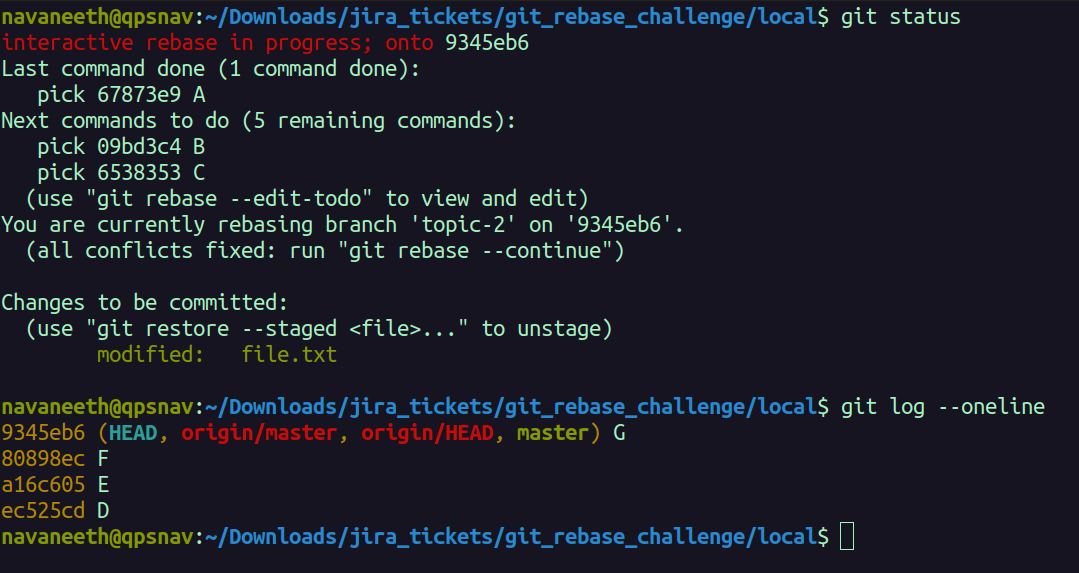 navaneeth@qpsnav:~/Downloads/jira_tickets/git_rebase_challenge/local$ git status
interactive rebase in progress; onto 9345eb6
Last command done (1 command done):
   pick 67873e9 A
Next commands to do (5 remaining commands):
   pick 09bd3c4 B
   pick 6538353 C
  (use "git rebase --edit-todo" to view and edit)
You are currently rebasing branch 'topic-2' on '9345eb6'.
  (all conflicts fixed: run "git rebase --continue")

Changes to be committed:
  (use "git restore --staged <file>..." to unstage)
        modified:   file.txt

navaneeth@qpsnav:~/Downloads/jira_tickets/git_rebase_challenge/local$ git log --oneline
9345eb6 (HEAD, origin/master, origin/HEAD, master) G
80898ec F
a16c605 E
ec525cd D
navaneeth@qpsnav:~/Downloads/jira_tickets/git_rebase_challenge/local$